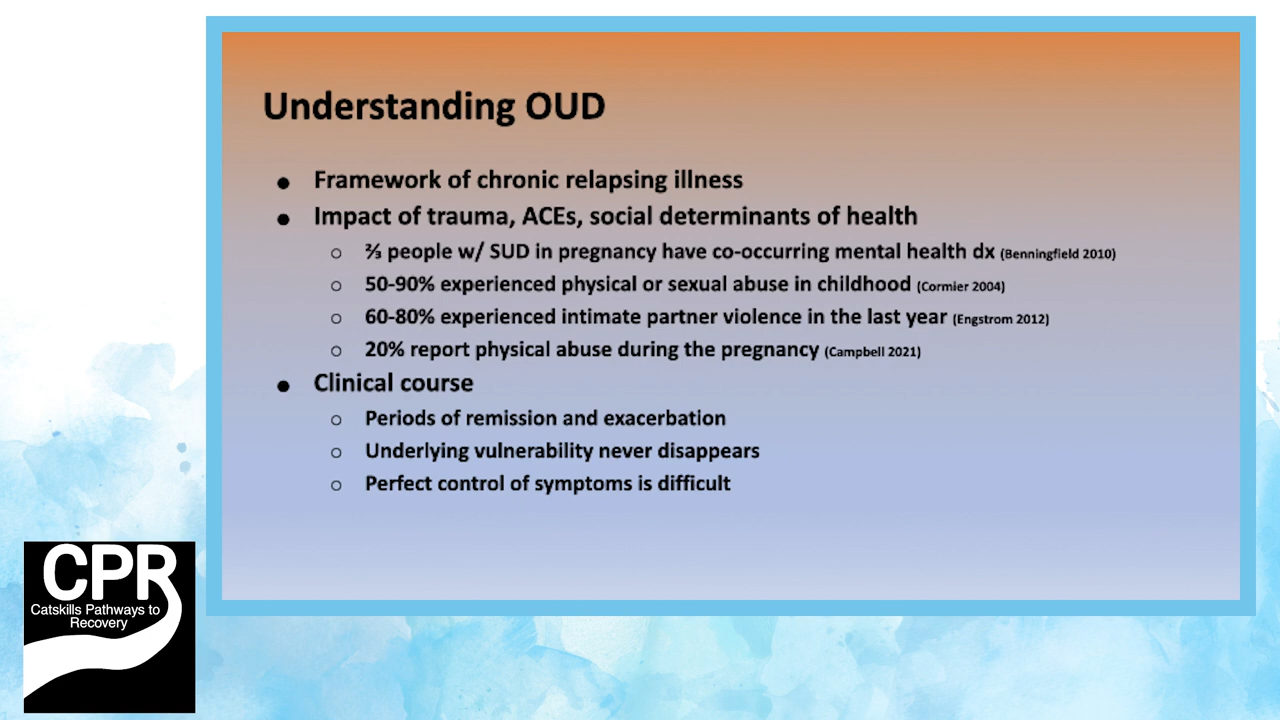 Understanding OUD
● Framework of chronic relapsing illness
● Impact of trauma, ACEs, social determinants of health
○ ⅔ people w/ SUD in pregnancy have co-occurring mental health dx (Benningfield 2010)
○ 50-90% experienced physical or sexual abuse in childhood (Cormier 2004)
○ 60-80% experienced intimate partner violence in the last year (Engstrom 2012)
○ 20% report physical abuse during the pregnancy (Campbell 2021)
● Clinical course
○ Periods of remission and exacerbation
○ Underlying vulnerability never disappears
○ Perfect control of symptoms is difficult
CPR
Catskills Pathways to
Recovery